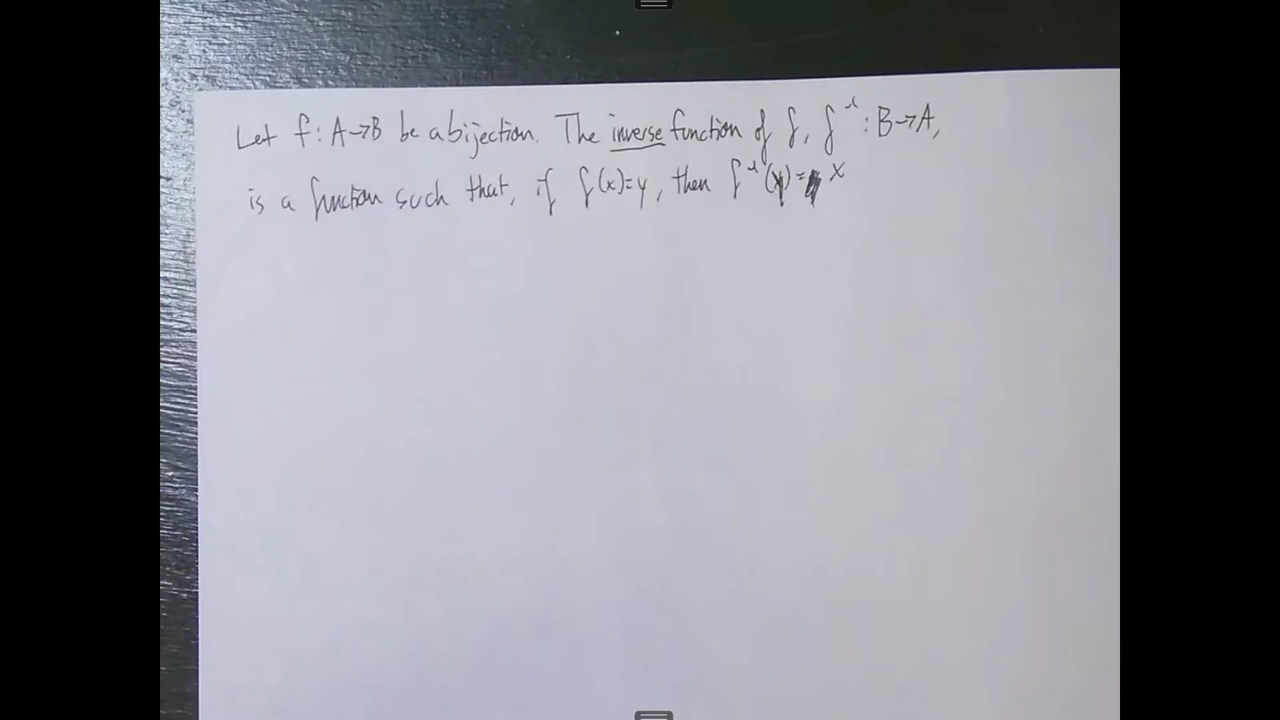 Let f: A→B be a bijection. The inverse function of f, f⁻¹: B→A,
is a function such that, if f(x)=y, then f⁻¹(y)= x